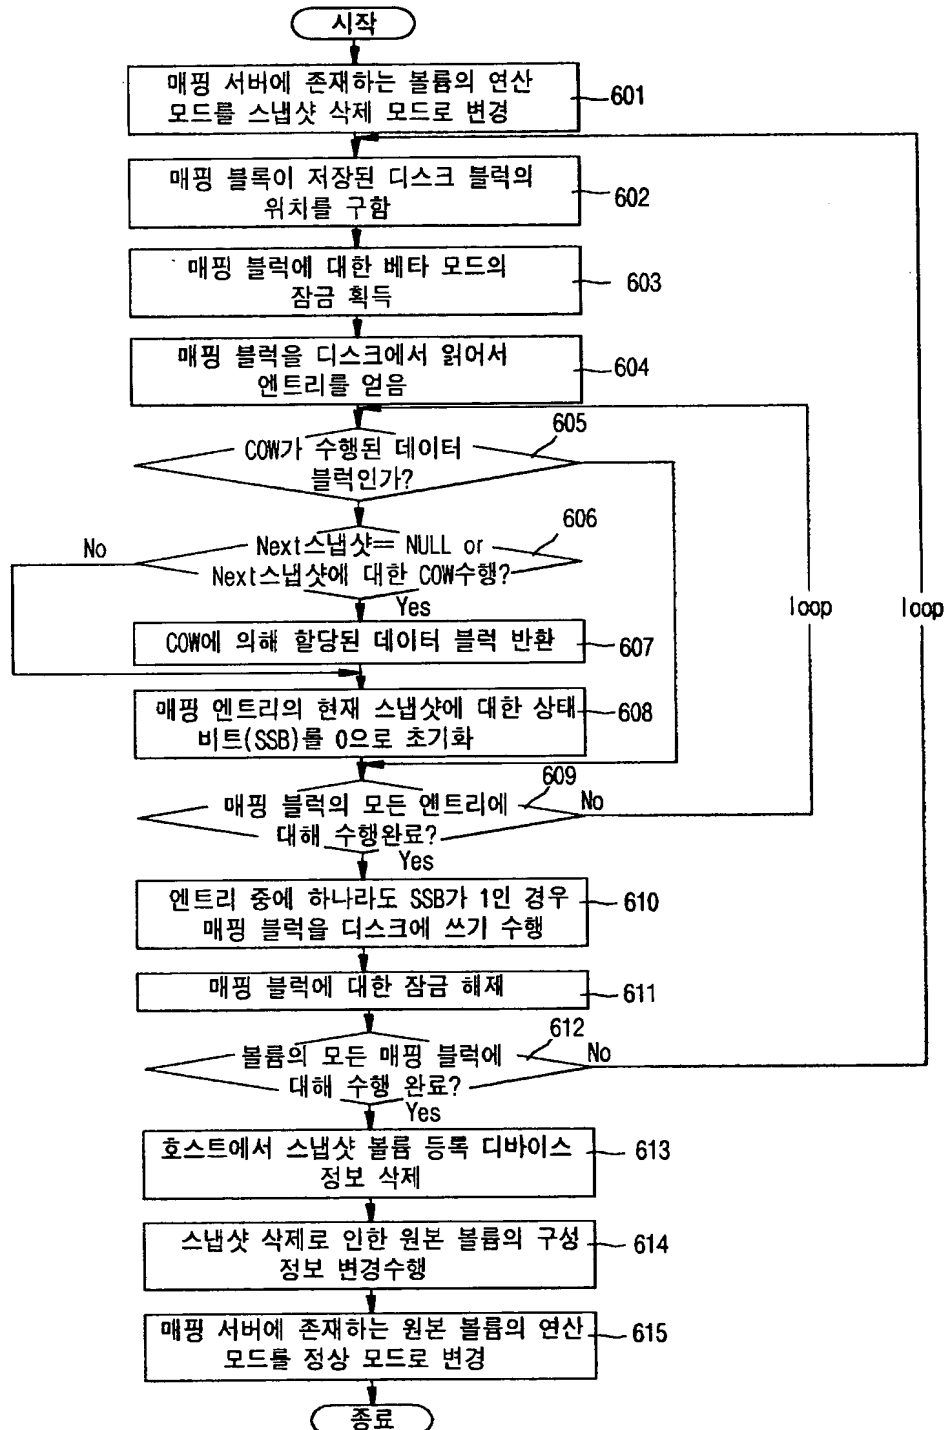 시작
매핑 서버에 존재하는 볼륨의 연산
모드를 스냅샷 삭제 모드로 변경
601
매핑 블록이 저장된 디스크 블럭의
위치를 구함
602
매핑 블럭에 대한 베타 모드의
잠금 획득
603
매핑 블럭을 디스크에서 읽어서
엔트리를 얻음
604
605
COW가 수행된 데이터
블럭인가?
606
No
Next스냅샷== NULL or
Next스냅샷에 대한 COW수행?
Yes
loop
loop
COW에 의해 할당된 데이터 블럭 반환
607
매핑 엔트리의 현재 스냅샷에 대한 상태
비트(SSB)를 0으로 초기화
608
609
매핑 블럭의 모든 엔트리에
대해 수행완료?
No
Yes
엔트리 중에 하나라도 SSB가 1인 경우
매핑 블럭을 디스크에 쓰기 수행
610
매핑 블럭에 대한 잠금 해재
611
612
볼륨의 모든 매핑 블럭에
대해 수행 완료?
No
Yes
호스트에서 스냅샷 볼륨 등록 디바이스
정보 삭제
613
스냅샷 삭제로 인한 원본 볼륨의 구성
정보 변경수행
614
매핑 서버에 존재하는 원본 볼륨의 연산
모드를 정상 모드로 변경
615
종료